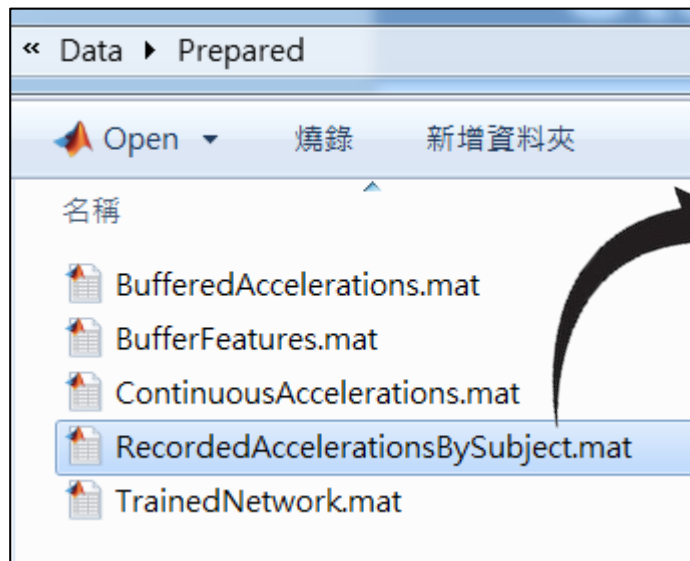 « Data ▸ Prepared
Open ▾ 燒錄 新增資料夾
名稱
BufferedAccelerations.mat
BufferFeatures.mat
ContinuousAccelerations.mat
RecordedAccelerationsBySubject.mat
TrainedNetwork.mat